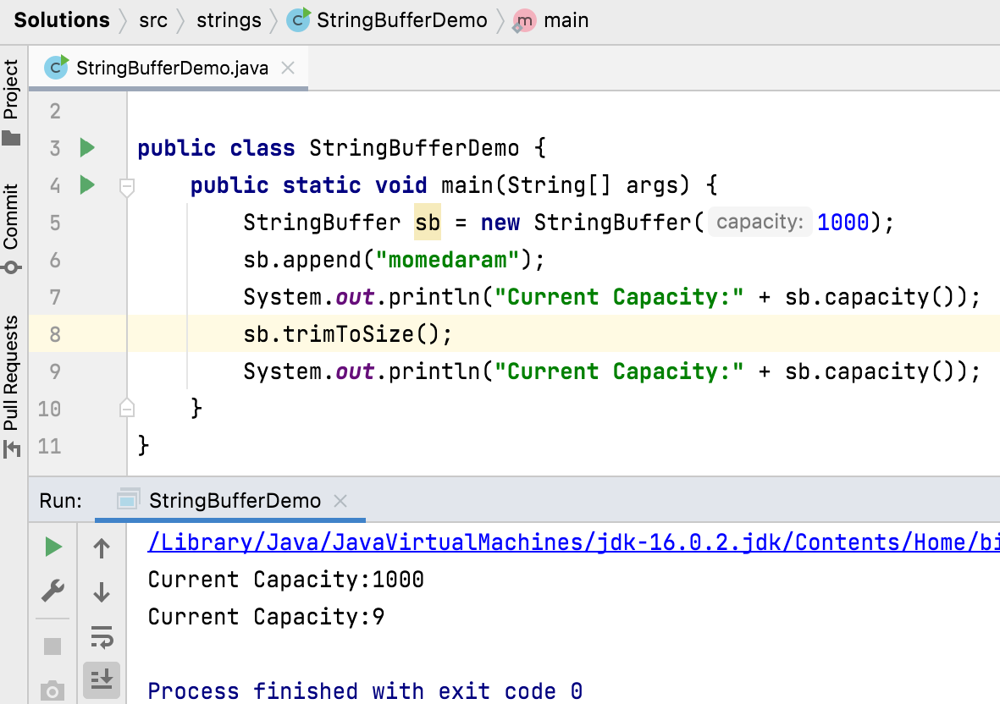 Solutions src strings StringBufferDemo main
StringBufferDemo.java
Project
Commit
Pull Requests
2
3 public class StringBufferDemo {
4 public static void main(String[] args) {
5 StringBuffer sb = new StringBuffer( capacity: 1000);
6 sb.append("momedaram");
7 System.out.println("Current Capacity:" + sb.capacity());
8 sb.trimToSize();
9 System.out.println("Current Capacity:" + sb.capacity());
10 }
11 }
Run: StringBufferDemo
/Library/Java/JavaVirtualMachines/jdk-16.0.2.jdk/Contents/Home/bi
Current Capacity:1000
Current Capacity:9
Process finished with exit code 0